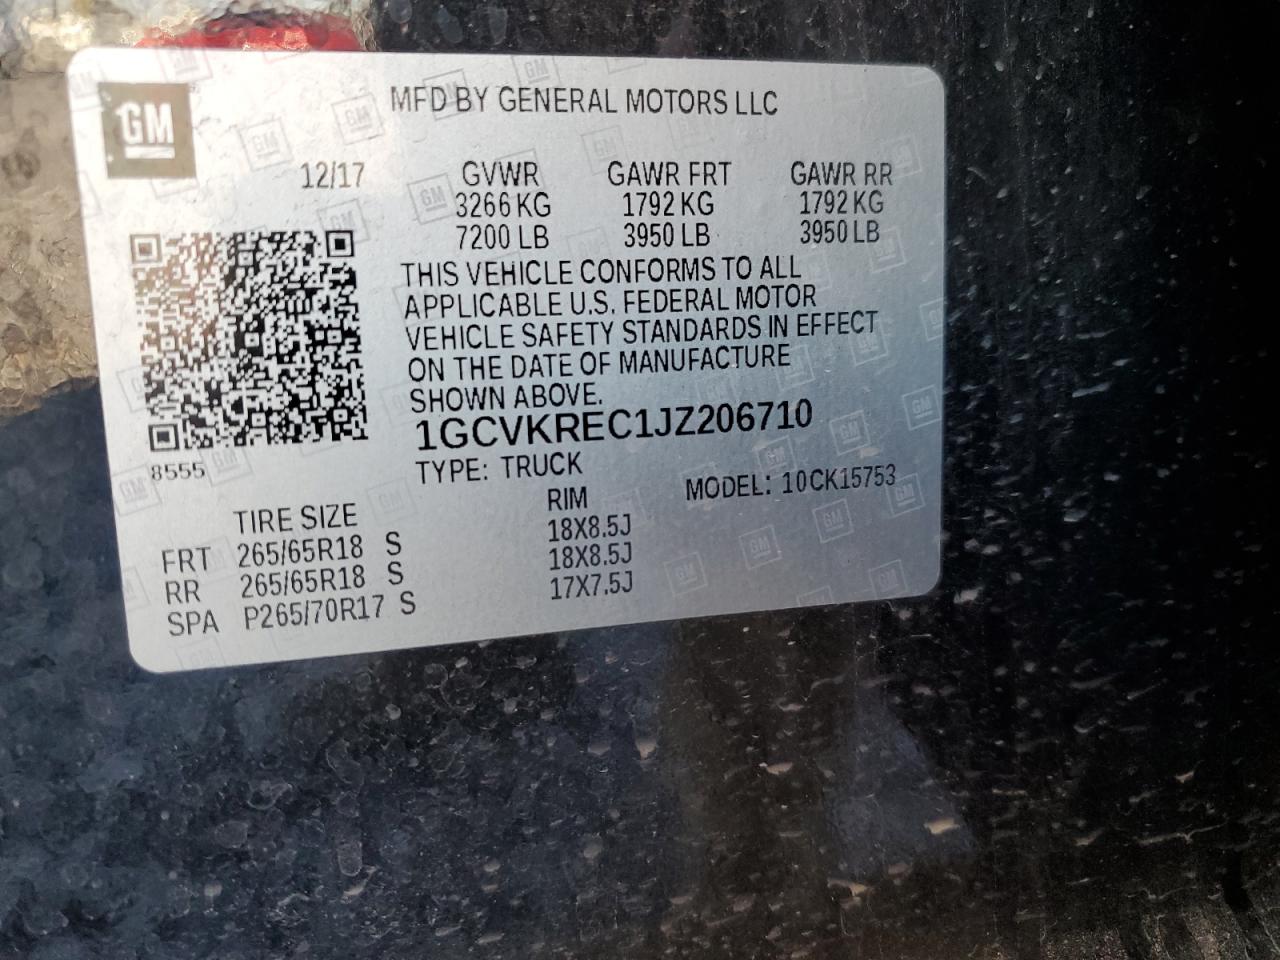 GM
MFD BY GENERAL MOTORS LLC
12/17 GVWR GAWR FRT GAWR RR
3266 KG 1792 KG 1792 KG
7200 LB 3950 LB 3950 LB
THIS VEHICLE CONFORMS TO ALL
APPLICABLE U.S. FEDERAL MOTOR
VEHICLE SAFETY STANDARDS IN EFFECT
ON THE DATE OF MANUFACTURE
SHOWN ABOVE.
1GCVKREC1JZ206710
8555
TYPE: TRUCK MODEL: 10CK15753
TIRE SIZE RIM
FRT 265/65R18 S 18X8.5J
RR 265/65R18 S 18X8.5J
SPA P265/70R17 S 17X7.5J